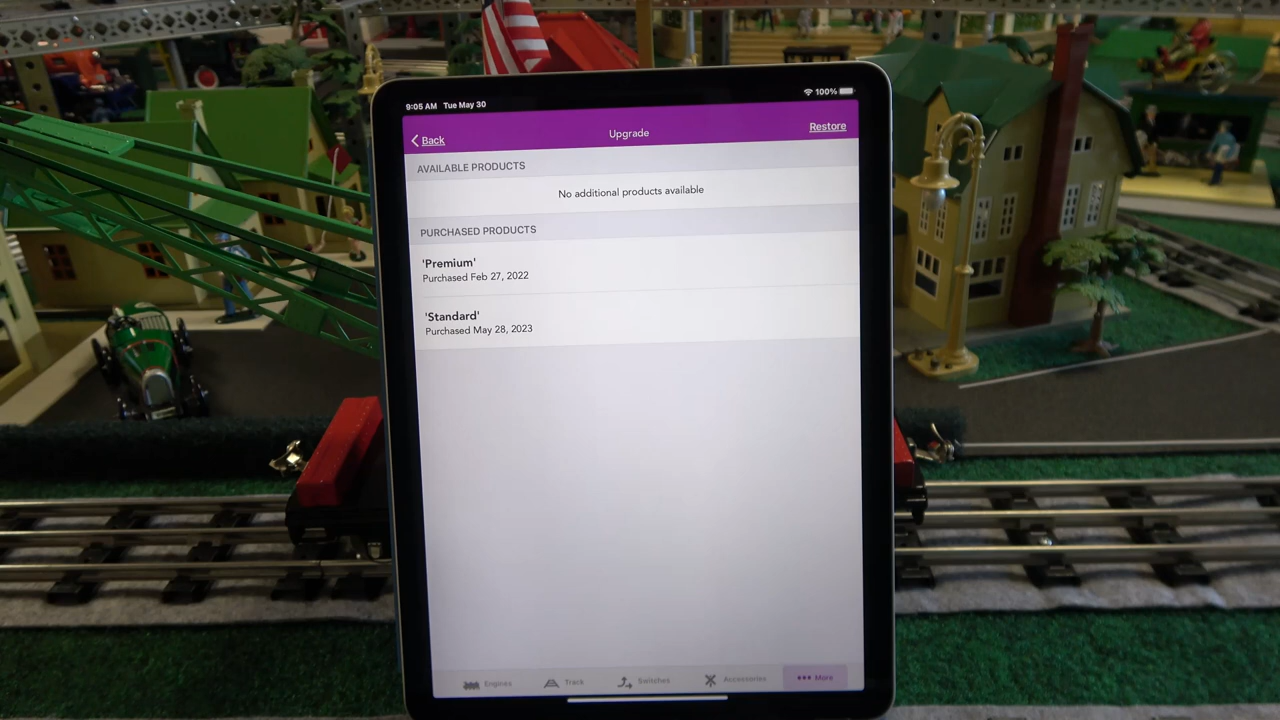 9:05 AM Tue May 30
100%
Back
Upgrade
Restore
AVAILABLE PRODUCTS
No additional products available
PURCHASED PRODUCTS
'Premium'
Purchased Feb 27, 2022
'Standard'
Purchased May 28, 2023
Engines
Track
Switches
Accessories
More